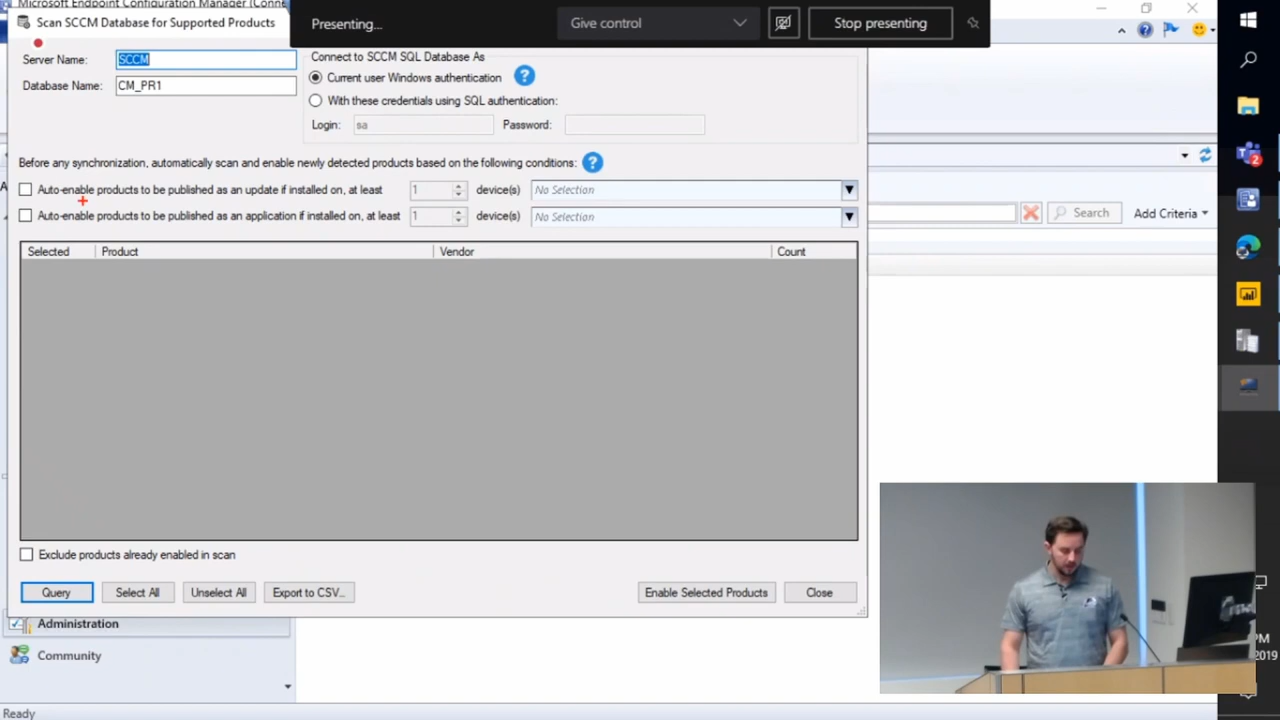 Microsoft Endpoint Configuration Manager (Conne
Scan SCCM Database for Supported Products
Presenting...
Give control
Stop presenting
Server Name:
SCCM
Database Name:
CM_PR1
Connect to SCCM SQL Database As
Current user Windows authentication
?
With these credentials using SQL authentication:
Login:
sa
Password:
Before any synchronization, automatically scan and enable newly detected products based on the following conditions:
?
Auto-enable products to be published as an update if installed on, at least
1
device(s)
No Selection
Auto-enable products to be published as an application if installed on, at least
1
device(s)
No Selection
Search
Add Criteria
Selected
Product
Vendor
Count
Exclude products already enabled in scan
Query
Select All
Unselect All
Export to CSV...
Enable Selected Products
Close
Administration
Community
Ready
2
PM
2019